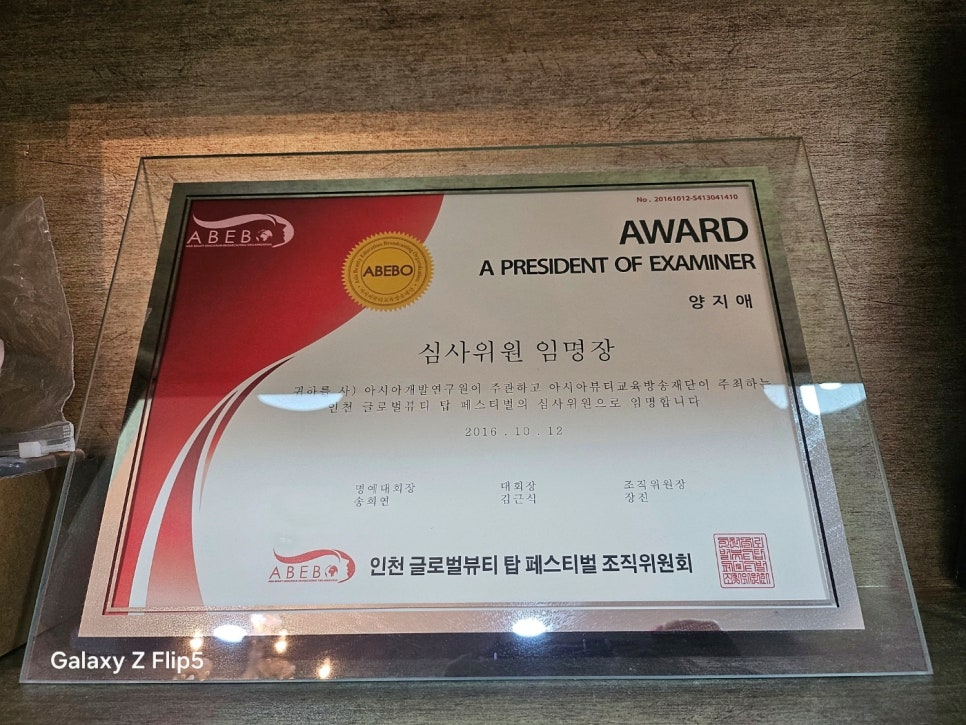 No. 20161012-S413041410
ABEBO
AWARD
A PRESIDENT OF EXAMINER
Asia Beauty Education Broadcasting Organization
ABEBO
양 지 애
심사위원 임명장
귀하를 사) 아시아개발연구원이 주관하고 아시아뷰티교육방송재단이 주최하는
인천 글로벌뷰티 탑 페스티벌의 심사위원으로 임명합니다
2016 . 10 . 12
명예대회장 대회장 조직위원장
송희연 김근식 장진
ABEBO 인천 글로벌뷰티 탑 페스티벌 조직위원회
Galaxy Z Flip5